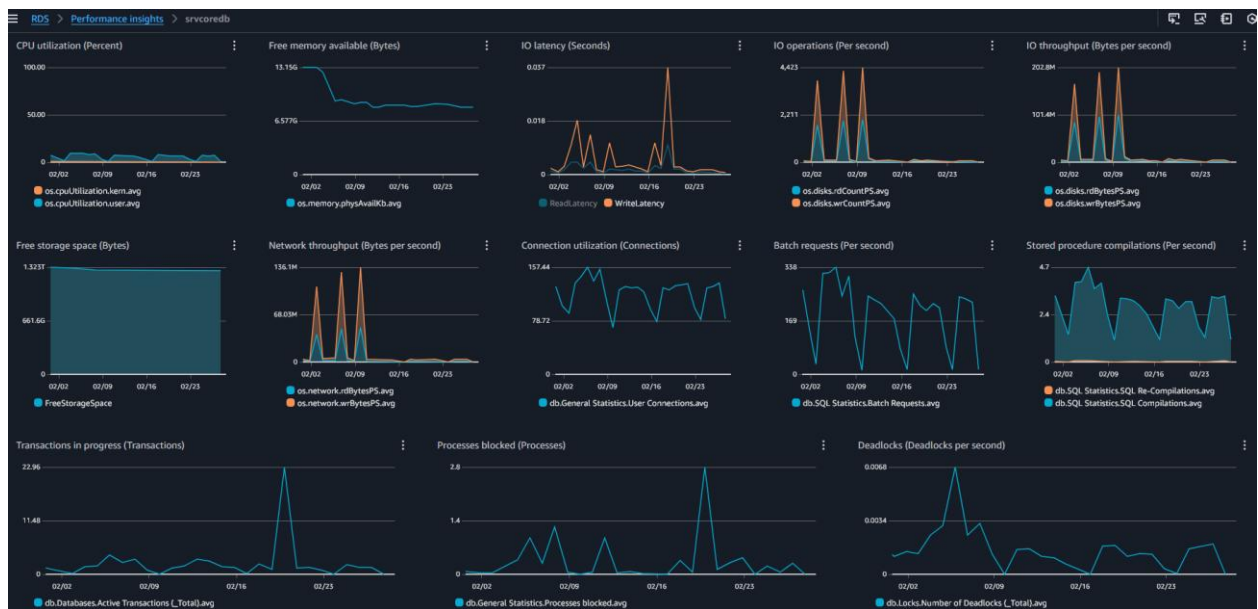 RDS > Performance insights > srvcoredb
CPU utilization (Percent)
100.00
50.00
0
02/02 02/09 02/16 02/23
os.cpuUtilization.kern.avg
os.cpuUtilization.user.avg
Free memory available (Bytes)
13.15G
6.577G
0
02/02 02/09 02/16 02/23
os.memory.physAvailKb.avg
IO latency (Seconds)
0.037
0.018
0
02/02 02/09 02/16 02/23
ReadLatency WriteLatency
IO operations (Per second)
4,423
2,211
0
02/02 02/09 02/16 02/23
os.disks.rdCountPS.avg
os.disks.wrCountPS.avg
IO throughput (Bytes per second)
202.8M
101.4M
0
02/02 02/09 02/16 02/23
os.disks.rdBytesPS.avg
os.disks.wrBytesPS.avg
Free storage space (Bytes)
1.323T
661.6G
0
02/02 02/09 02/16 02/23
FreeStorageSpace
Network throughput (Bytes per second)
136.1M
68.03M
0
02/02 02/09 02/16 02/23
os.network.rdBytesPS.avg
os.network.wrBytesPS.avg
Connection utilization (Connections)
157.44
78.72
0
02/02 02/09 02/16 02/23
db.General Statistics.User Connections.avg
Batch requests (Per second)
338
169
0
02/02 02/09 02/16 02/23
db.SQL Statistics.Batch Requests.avg
Stored procedure compilations (Per second)
4.7
2.4
0
02/02 02/09 02/16 02/23
db.SQL Statistics.SQL Re-Compilations.avg
db.SQL Statistics.SQL Compilations.avg
Transactions in progress (Transactions)
22.96
11.48
0
02/02 02/09 02/16 02/23
db.Databases.Active Transactions (_Total).avg
Processes blocked (Processes)
2.8
1.4
0
02/02 02/09 02/16 02/23
db.General Statistics.Processes blocked.avg
Deadlocks (Deadlocks per second)
0.0068
0.0034
0
02/02 02/09 02/16 02/23
db.Locks.Number of Deadlocks (_Total).avg